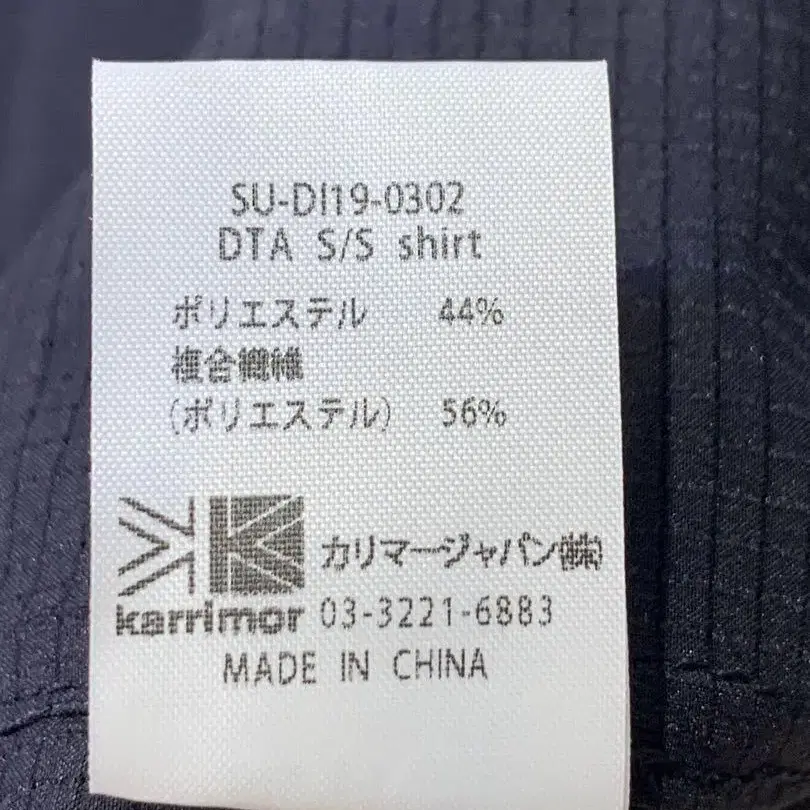 SU-DI19-0302
DTA S/S shirt
ポリエステル 44%
複合繊維
(ポリエステル) 56%
カリマージャパン(株)
karrimor 03-3221-6883
MADE IN CHINA